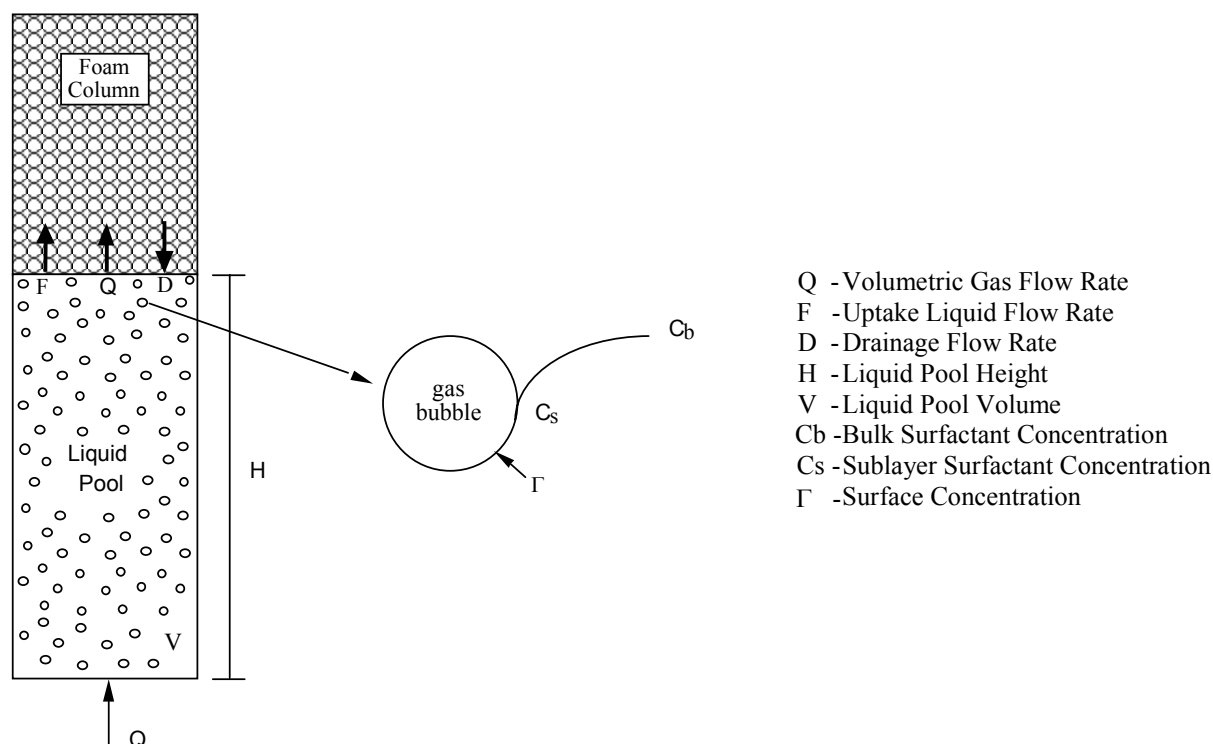 Foam
Column
F
Q
D
Liquid
Pool
V
H
Q
gas
bubble
Cb
Cs
Γ
Q -Volumetric Gas Flow Rate
F -Uptake Liquid Flow Rate
D -Drainage Flow Rate
H -Liquid Pool Height
V -Liquid Pool Volume
Cb -Bulk Surfactant Concentration
Cs -Sublayer Surfactant Concentration
Γ -Surface Concentration